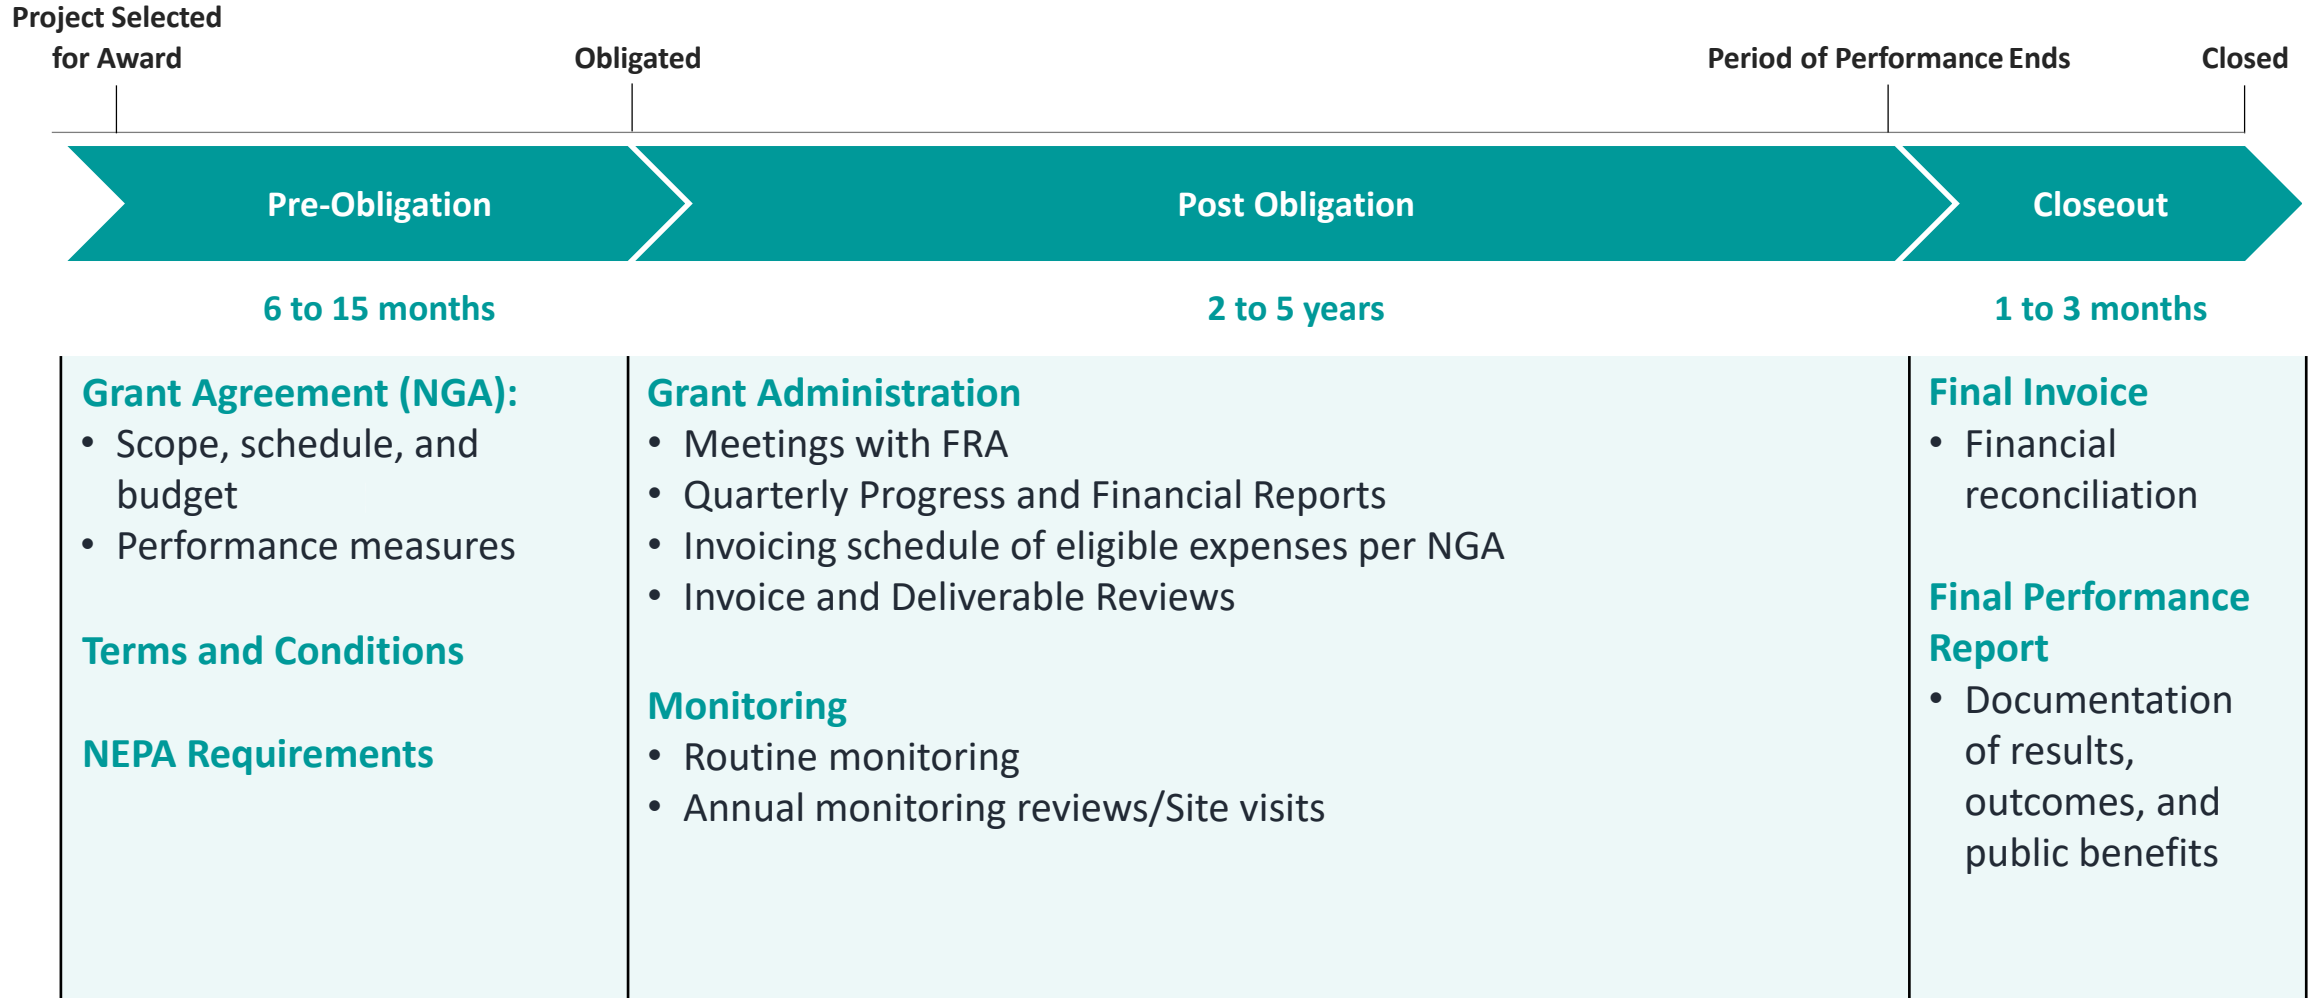 Project Selected
for Award
Obligated
Period of Performance Ends
Closed
Pre-Obligation
Post Obligation
Closeout
6 to 15 months
2 to 5 years
1 to 3 months
Grant Agreement (NGA):
• Scope, schedule, and
budget
• Performance measures
Terms and Conditions
NEPA Requirements
Grant Administration
• Meetings with FRA
• Quarterly Progress and Financial Reports
• Invoicing schedule of eligible expenses per NGA
• Invoice and Deliverable Reviews
Monitoring
• Routine monitoring
• Annual monitoring reviews/Site visits
Final Invoice
• Financial
reconciliation
Final Performance
Report
• Documentation
of results,
outcomes, and
public benefits